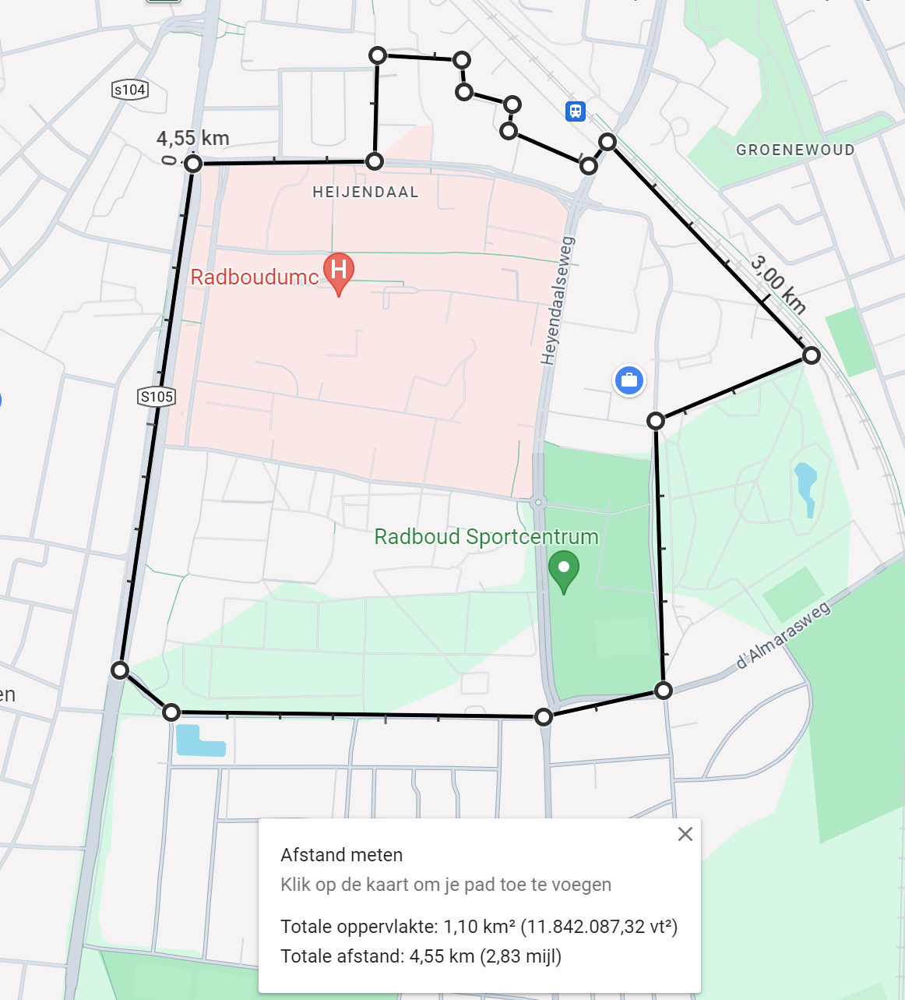 s104
4,55 km
0
GROENEWOUD
HEIJENDAAL
Radboudumc
H
Heyendaalseweg
3,00 km
S105
Radboud Sportcentrum
d'Almarasweg
en
Afstand meten
Klik op de kaart om je pad toe te voegen
Totale oppervlakte: 1,10 km² (11.842.087,32 vt²)
Totale afstand: 4,55 km (2,83 mijl)